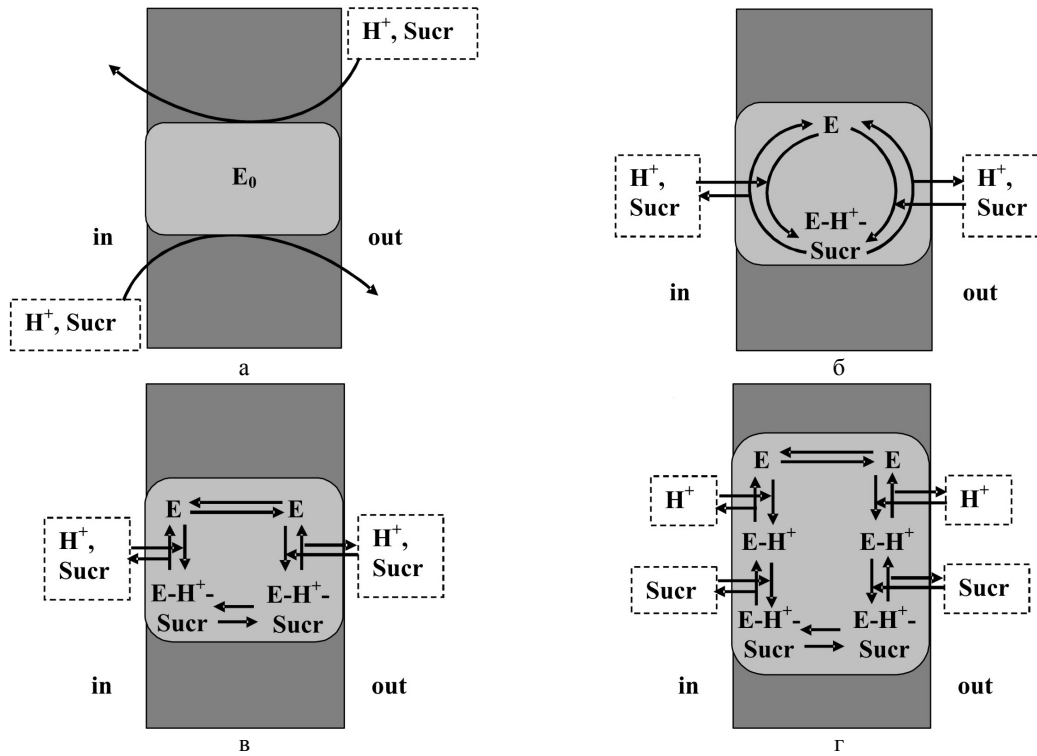 H⁺, Sucr
E₀
in
out
H⁺, Sucr
а
E
H⁺,
Sucr
H⁺,
Sucr
E-H⁺-
Sucr
in
out
б
E
E
H⁺,
Sucr
H⁺,
Sucr
E-H⁺-
Sucr
E-H⁺-
Sucr
in
out
в
E
E
H⁺
H⁺
E-H⁺
E-H⁺
Sucr
Sucr
E-H⁺-
Sucr
E-H⁺-
Sucr
in
out
г